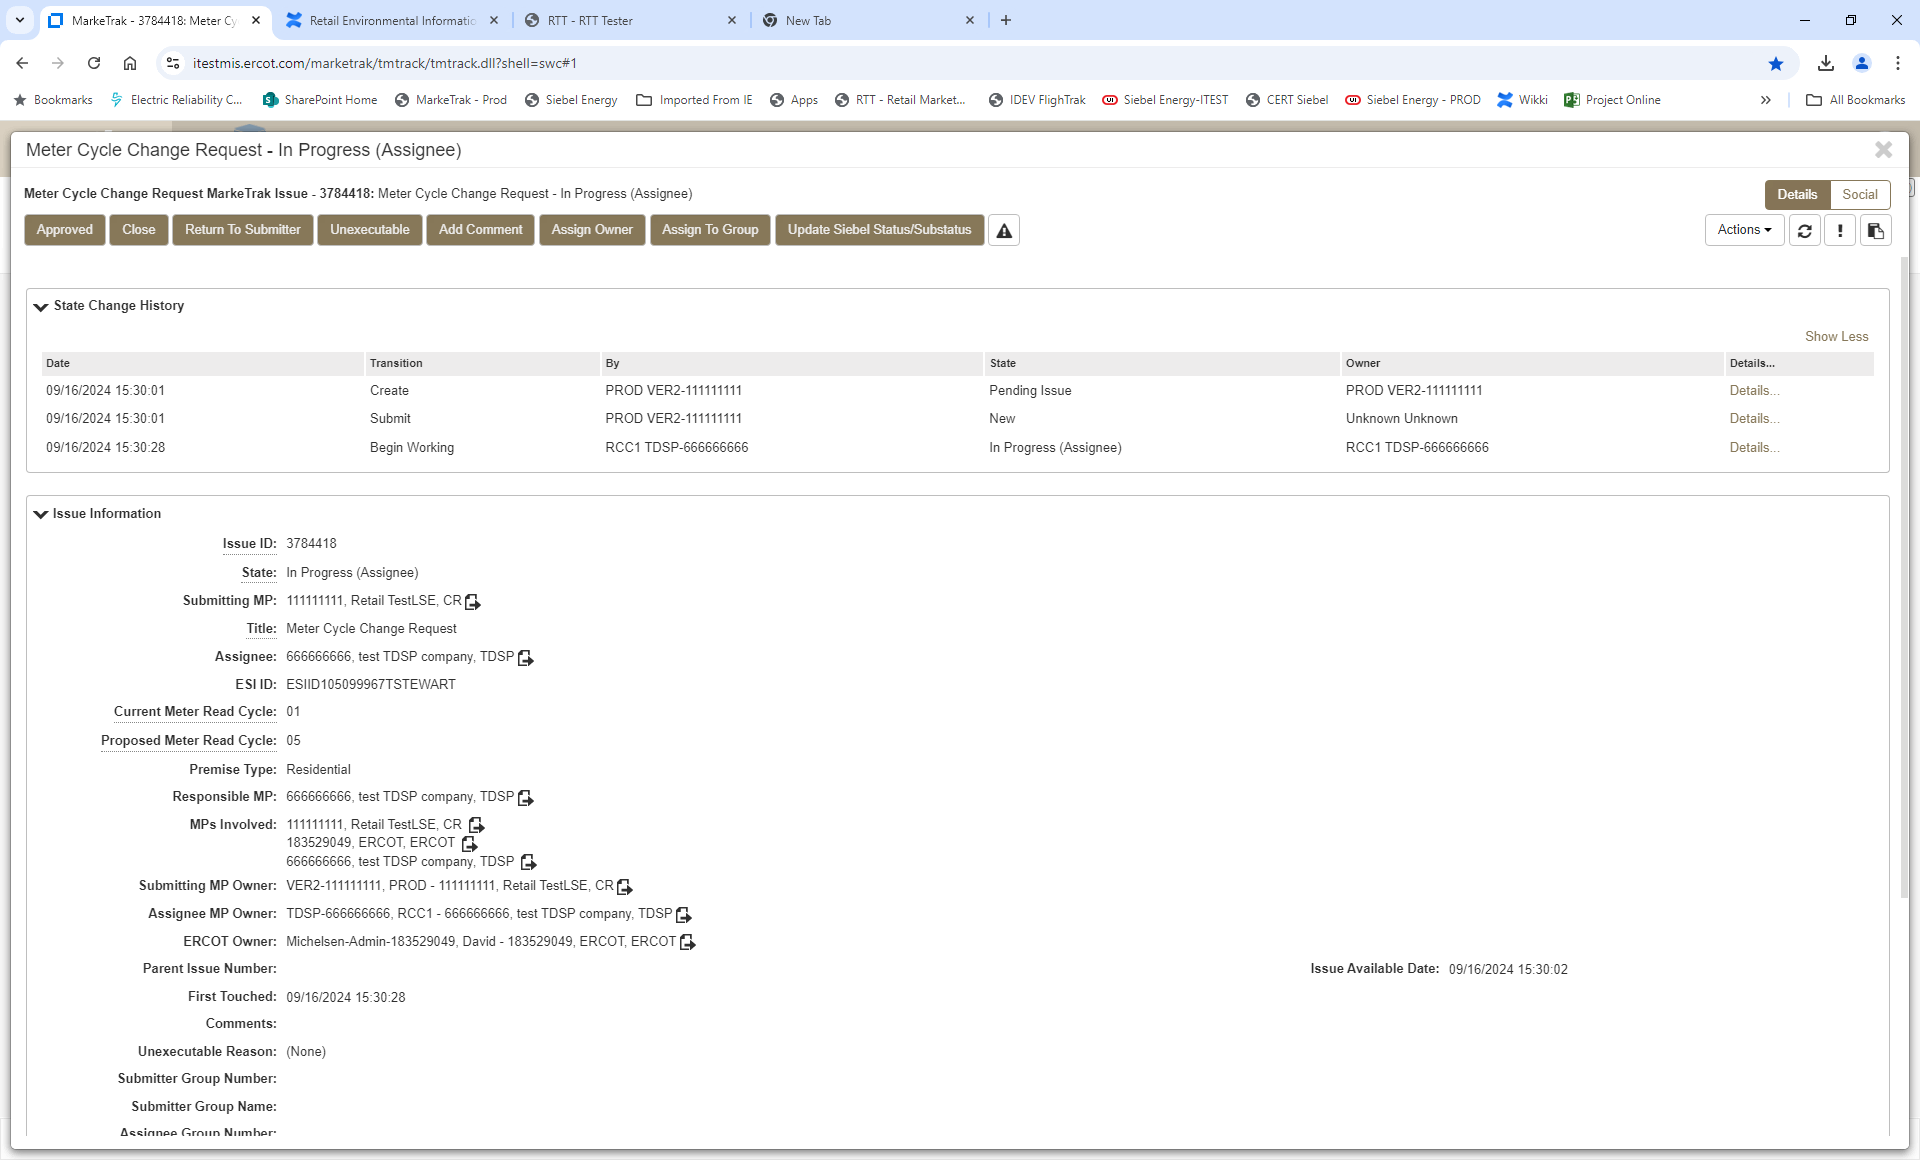 MarkeTrak - 3784418: Meter Cy
Retail Environmental Informatio
RTT - RTT Tester
New Tab
itestmis.ercot.com/marketrak/tmtrack/tmtrack.dll?shell=swc#1
Bookmarks
Electric Reliability C...
SharePoint Home
MarkeTrak - Prod
Siebel Energy
Imported From IE
Apps
RTT - Retail Market...
IDEV FlighTrak
Siebel Energy-ITEST
CERT Siebel
Siebel Energy - PROD
Wikki
Project Online
All Bookmarks
Meter Cycle Change Request - In Progress (Assignee)
Meter Cycle Change Request MarkeTrak Issue - 3784418: Meter Cycle Change Request - In Progress (Assignee)
Details Social
Approved Close Return To Submitter Unexecutable Add Comment Assign Owner Assign To Group Update Siebel Status/Substatus Actions
State Change History
Show Less
Date Transition By State Owner Details...
09/16/2024 15:30:01 Create PROD VER2-111111111 Pending Issue PROD VER2-111111111 Details...
09/16/2024 15:30:01 Submit PROD VER2-111111111 New Unknown Unknown Details...
09/16/2024 15:30:28 Begin Working RCC1 TDSP-666666666 In Progress (Assignee) RCC1 TDSP-666666666 Details...
Issue Information
Issue ID: 3784418
State: In Progress (Assignee)
Submitting MP: 111111111, Retail TestLSE, CR
Title: Meter Cycle Change Request
Assignee: 666666666, test TDSP company, TDSP
ESI ID: ESIID105099967TSTEWART
Current Meter Read Cycle: 01
Proposed Meter Read Cycle: 05
Premise Type: Residential
Responsible MP: 666666666, test TDSP company, TDSP
MPs Involved: 111111111, Retail TestLSE, CR
183529049, ERCOT, ERCOT
666666666, test TDSP company, TDSP
Submitting MP Owner: VER2-111111111, PROD - 111111111, Retail TestLSE, CR
Assignee MP Owner: TDSP-666666666, RCC1 - 666666666, test TDSP company, TDSP
ERCOT Owner: Michelsen-Admin-183529049, David - 183529049, ERCOT, ERCOT
Parent Issue Number: Issue Available Date: 09/16/2024 15:30:02
First Touched: 09/16/2024 15:30:28
Comments:
Unexecutable Reason: (None)
Submitter Group Number:
Submitter Group Name:
Assignee Group Number: